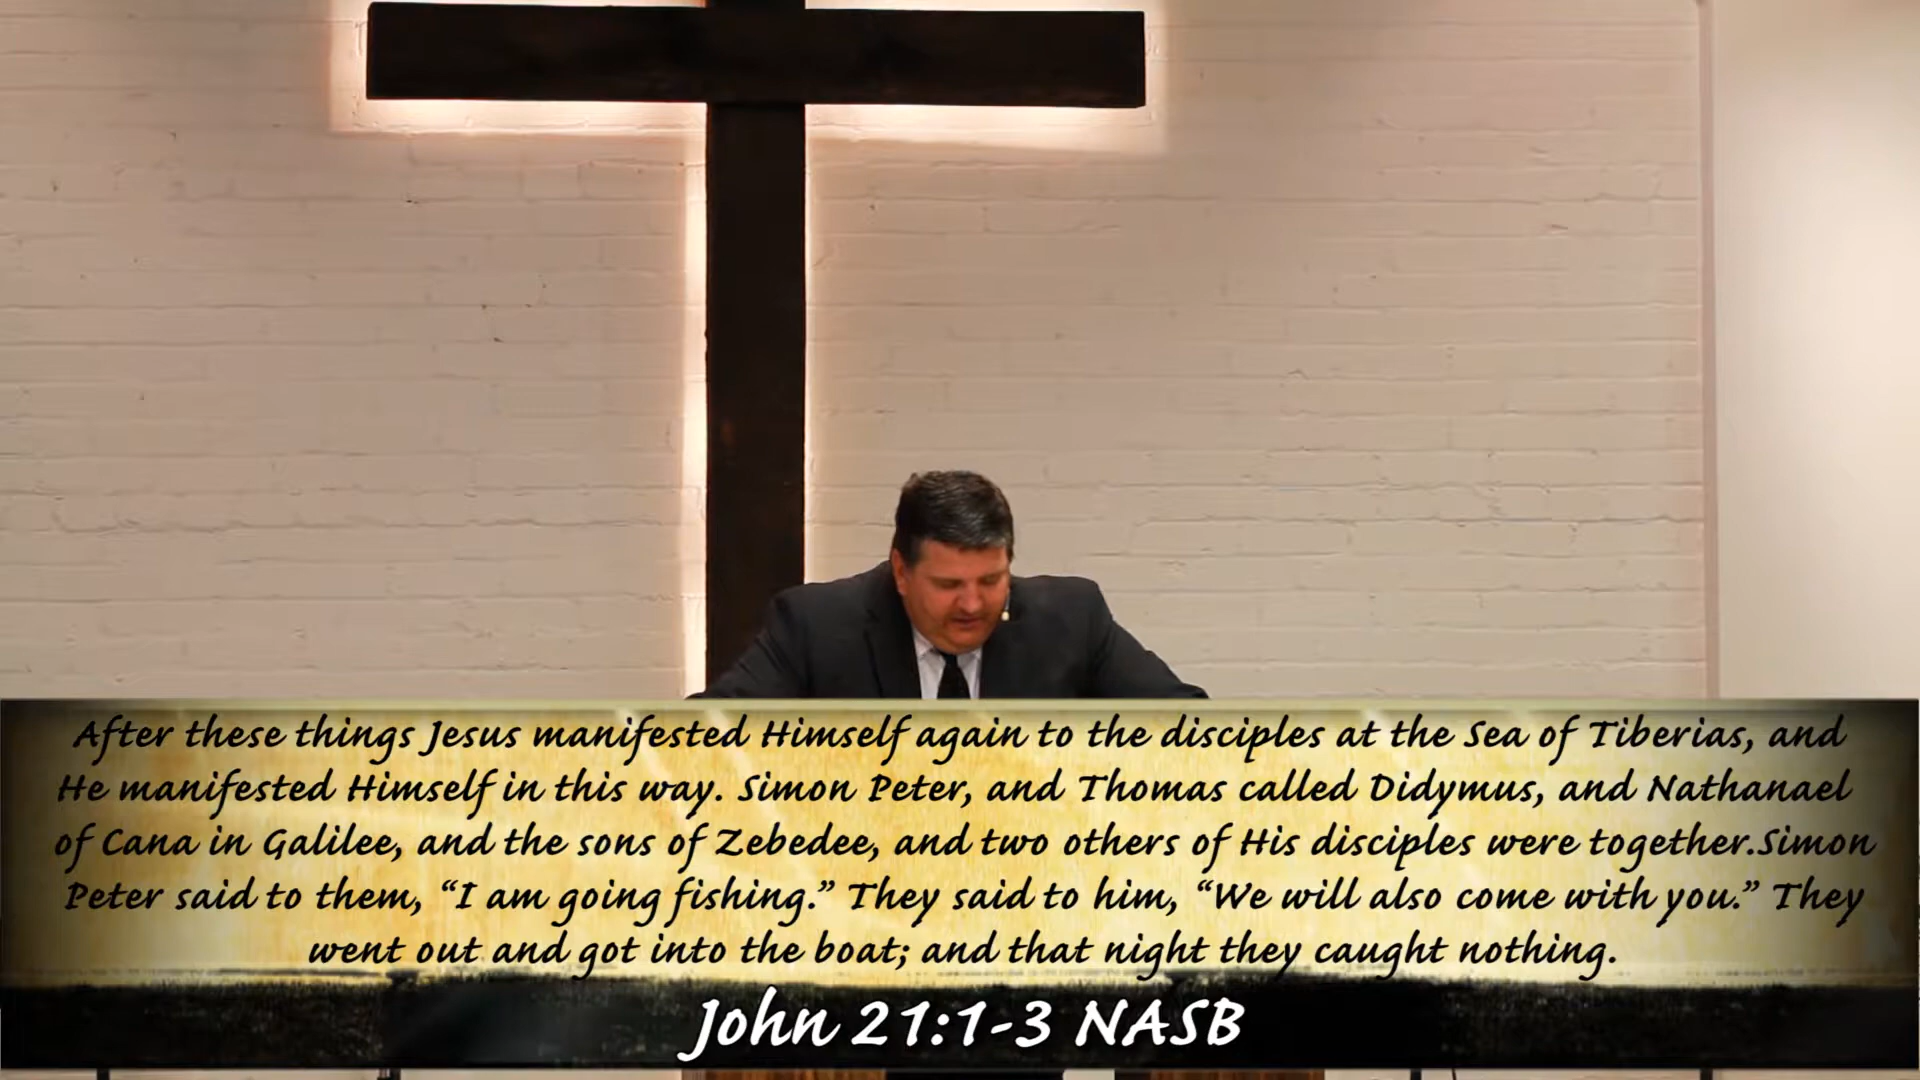 After these things Jesus manifested Himself again to the disciples at the Sea of Tiberias, and
He manifested Himself in this way. Simon Peter, and Thomas called Didymus, and Nathanael
of Cana in Galilee, and the sons of Zebedee, and two others of His disciples were together.Simon
Peter said to them, “I am going fishing.” They said to him, “We will also come with you.” They
went out and got into the boat; and that night they caught nothing.
John 21:1-3 NASB